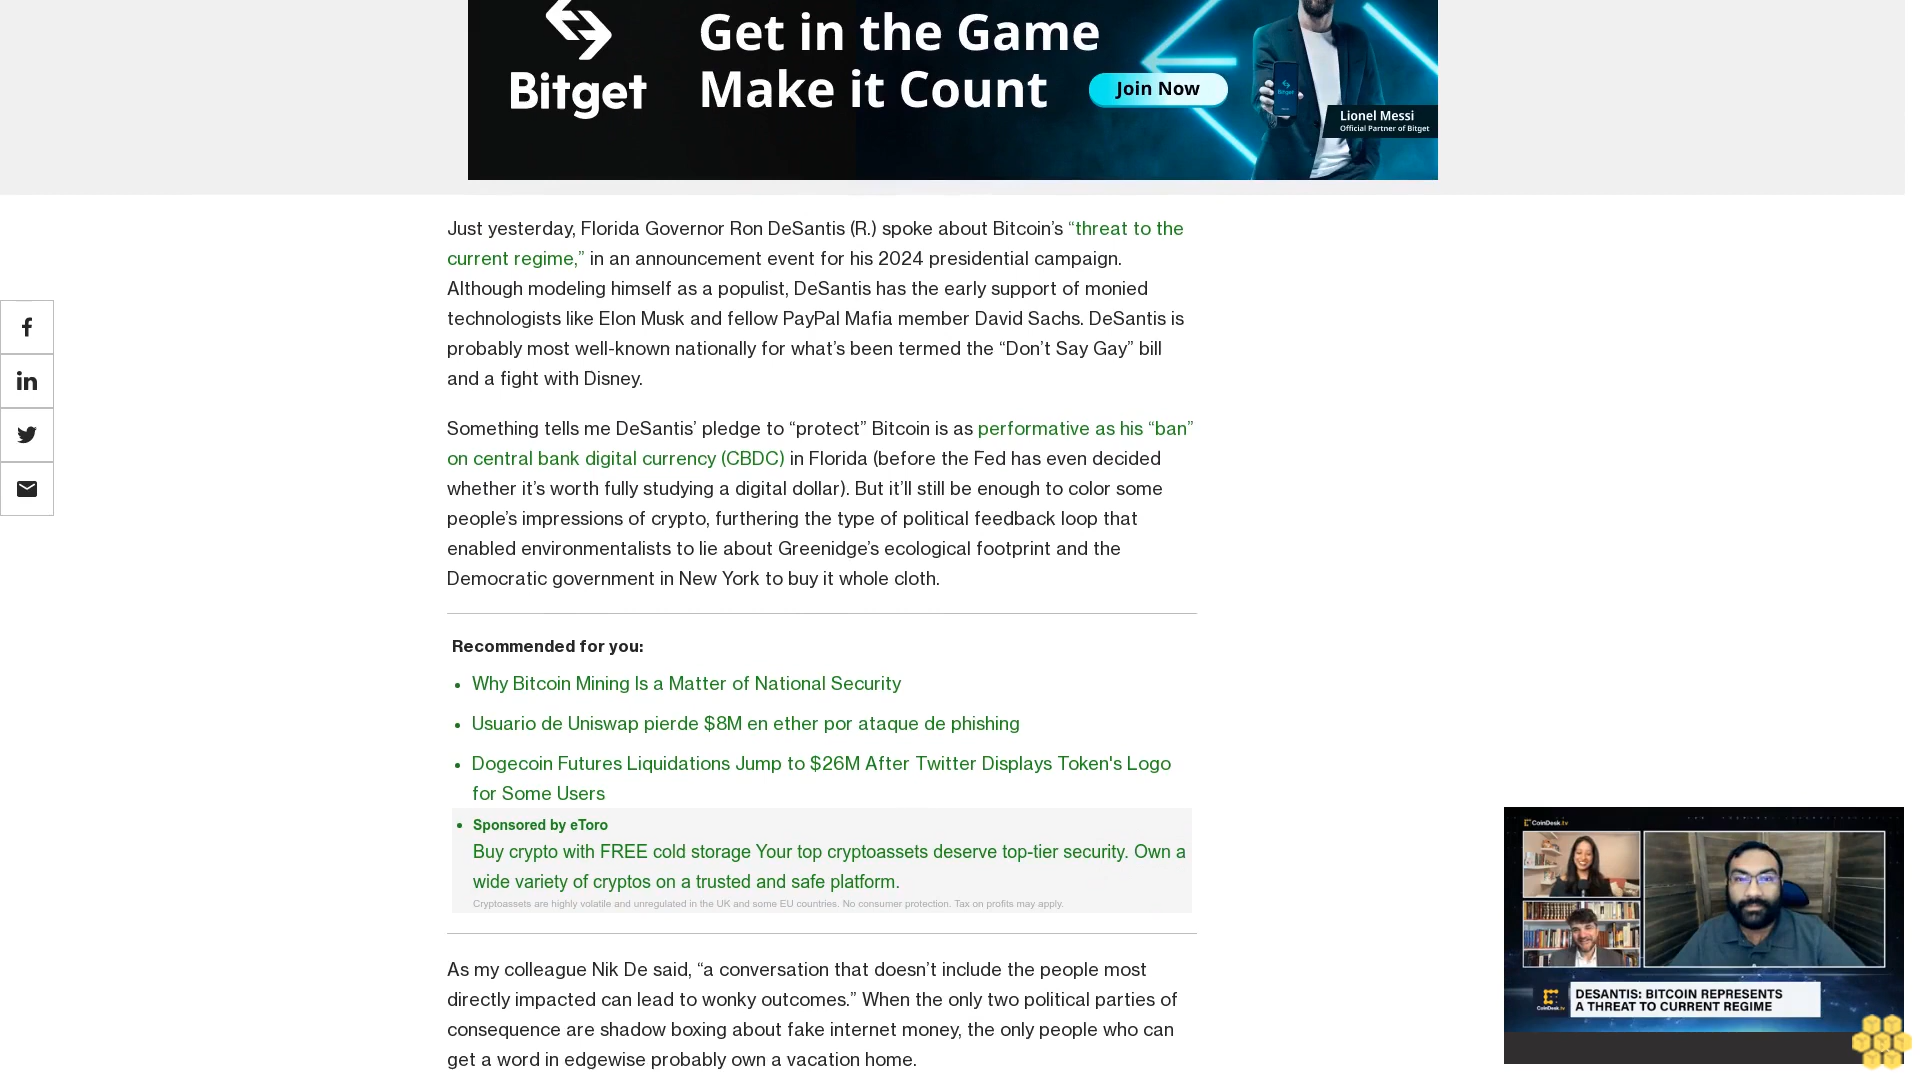 Get in the Game
Make it Count
Bitget
Join Now
Lionel Messi
Official Partner of Bitget
Just yesterday, Florida Governor Ron DeSantis (R.) spoke about Bitcoin’s “threat to the
current regime,” in an announcement event for his 2024 presidential campaign.
Although modeling himself as a populist, DeSantis has the early support of monied
technologists like Elon Musk and fellow PayPal Mafia member David Sachs. DeSantis is
probably most well-known nationally for what’s been termed the “Don’t Say Gay” bill
and a fight with Disney.
Something tells me DeSantis’ pledge to “protect” Bitcoin is as performative as his “ban”
on central bank digital currency (CBDC) in Florida (before the Fed has even decided
whether it’s worth fully studying a digital dollar). But it’ll still be enough to color some
people’s impressions of crypto, furthering the type of political feedback loop that
enabled environmentalists to lie about Greenidge’s ecological footprint and the
Democratic government in New York to buy it whole cloth.
Recommended for you:
• Why Bitcoin Mining Is a Matter of National Security
• Usuario de Uniswap pierde $8M en ether por ataque de phishing
• Dogecoin Futures Liquidations Jump to $26M After Twitter Displays Token's Logo
for Some Users
• Sponsored by eToro
Buy crypto with FREE cold storage Your top cryptoassets deserve top-tier security. Own a
wide variety of cryptos on a trusted and safe platform.
Cryptoassets are highly volatile and unregulated in the UK and some EU countries. No consumer protection. Tax on profits may apply.
As my colleague Nik De said, “a conversation that doesn’t include the people most
directly impacted can lead to wonky outcomes.” When the only two political parties of
consequence are shadow boxing about fake internet money, the only people who can
get a word in edgewise probably own a vacation home.
CoinDesk.tv
CoinDesk.tv
DESANTIS: BITCOIN REPRESENTS
A THREAT TO CURRENT REGIME